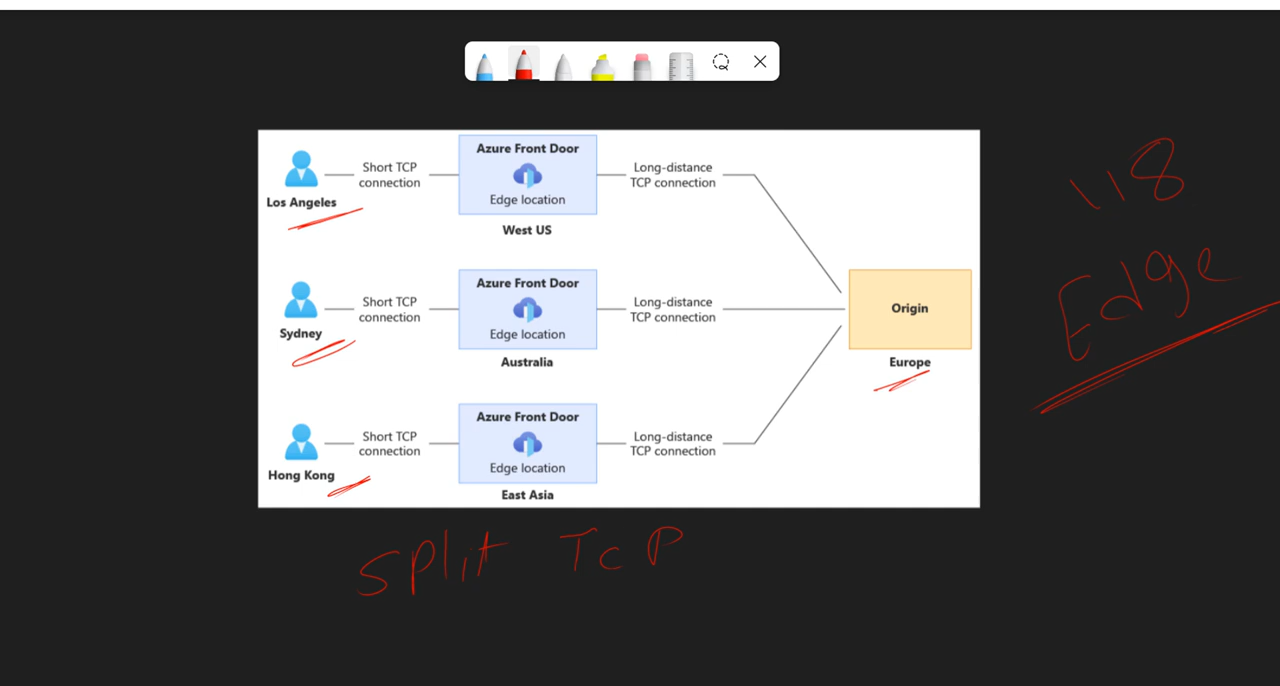 Short TCP
connection
Los Angeles
Azure Front Door
Edge location
West US
Long-distance
TCP connection
Short TCP
connection
Sydney
Azure Front Door
Edge location
Australia
Long-distance
TCP connection
Short TCP
connection
Hong Kong
Azure Front Door
Edge location
East Asia
Long-distance
TCP connection
Origin
Europe
118
Edge
split TcP